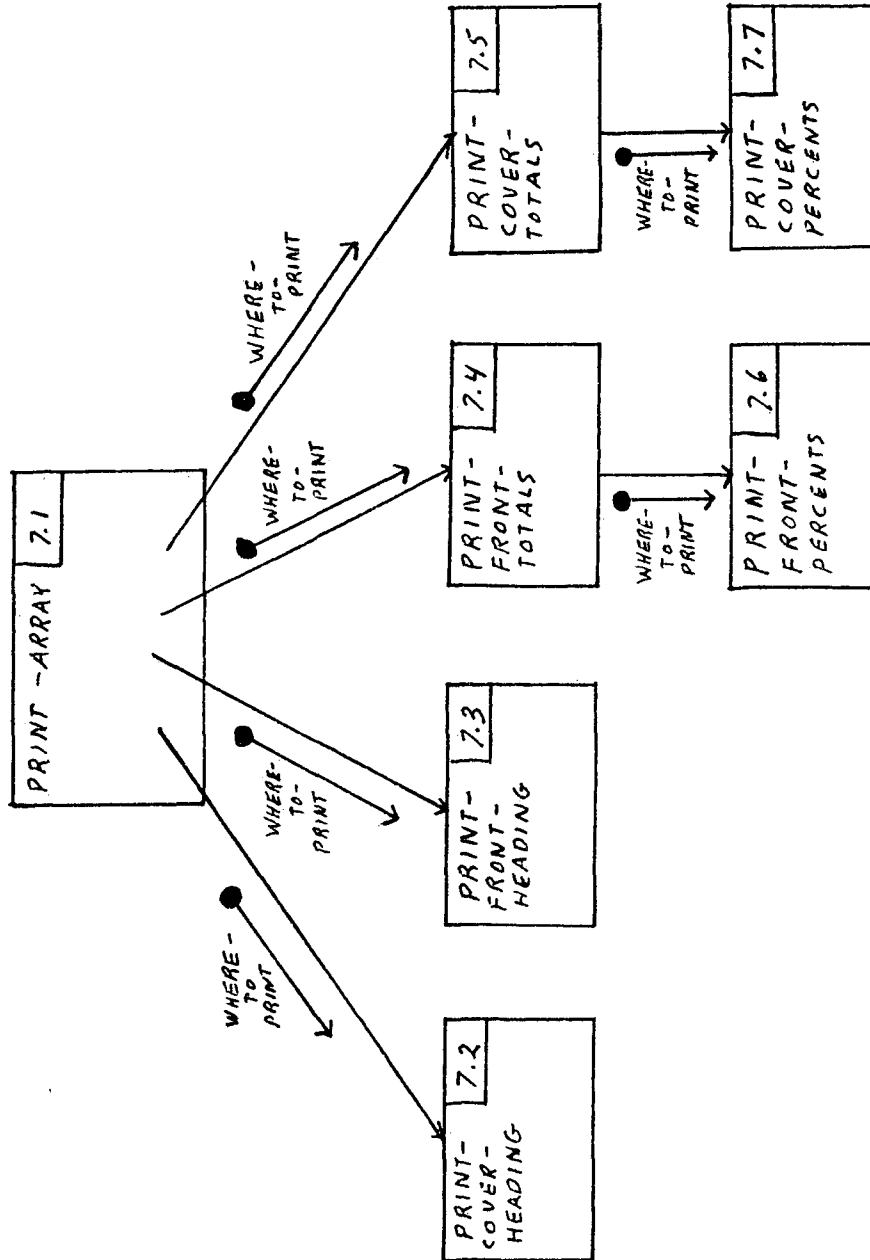 PRINT-ARRAY
7.1
WHERE-
TO
PRINT
WHERE-
TO-
PRINT
WHERE-
TO-
PRINT
WHERE-
TO-
PRINT
PRINT-
COVER-
HEADING
7.2
PRINT-
FRONT-
HEADING
7.3
PRINT-
FRONT-
TOTALS
7.4
PRINT-
COVER-
TOTALS
7.5
WHERE-
TO-
PRINT
WHERE-
TO-
PRINT
PRINT-
FRONT-
PERCENTS
7.6
PRINT-
COVER-
PERCENTS
7.7